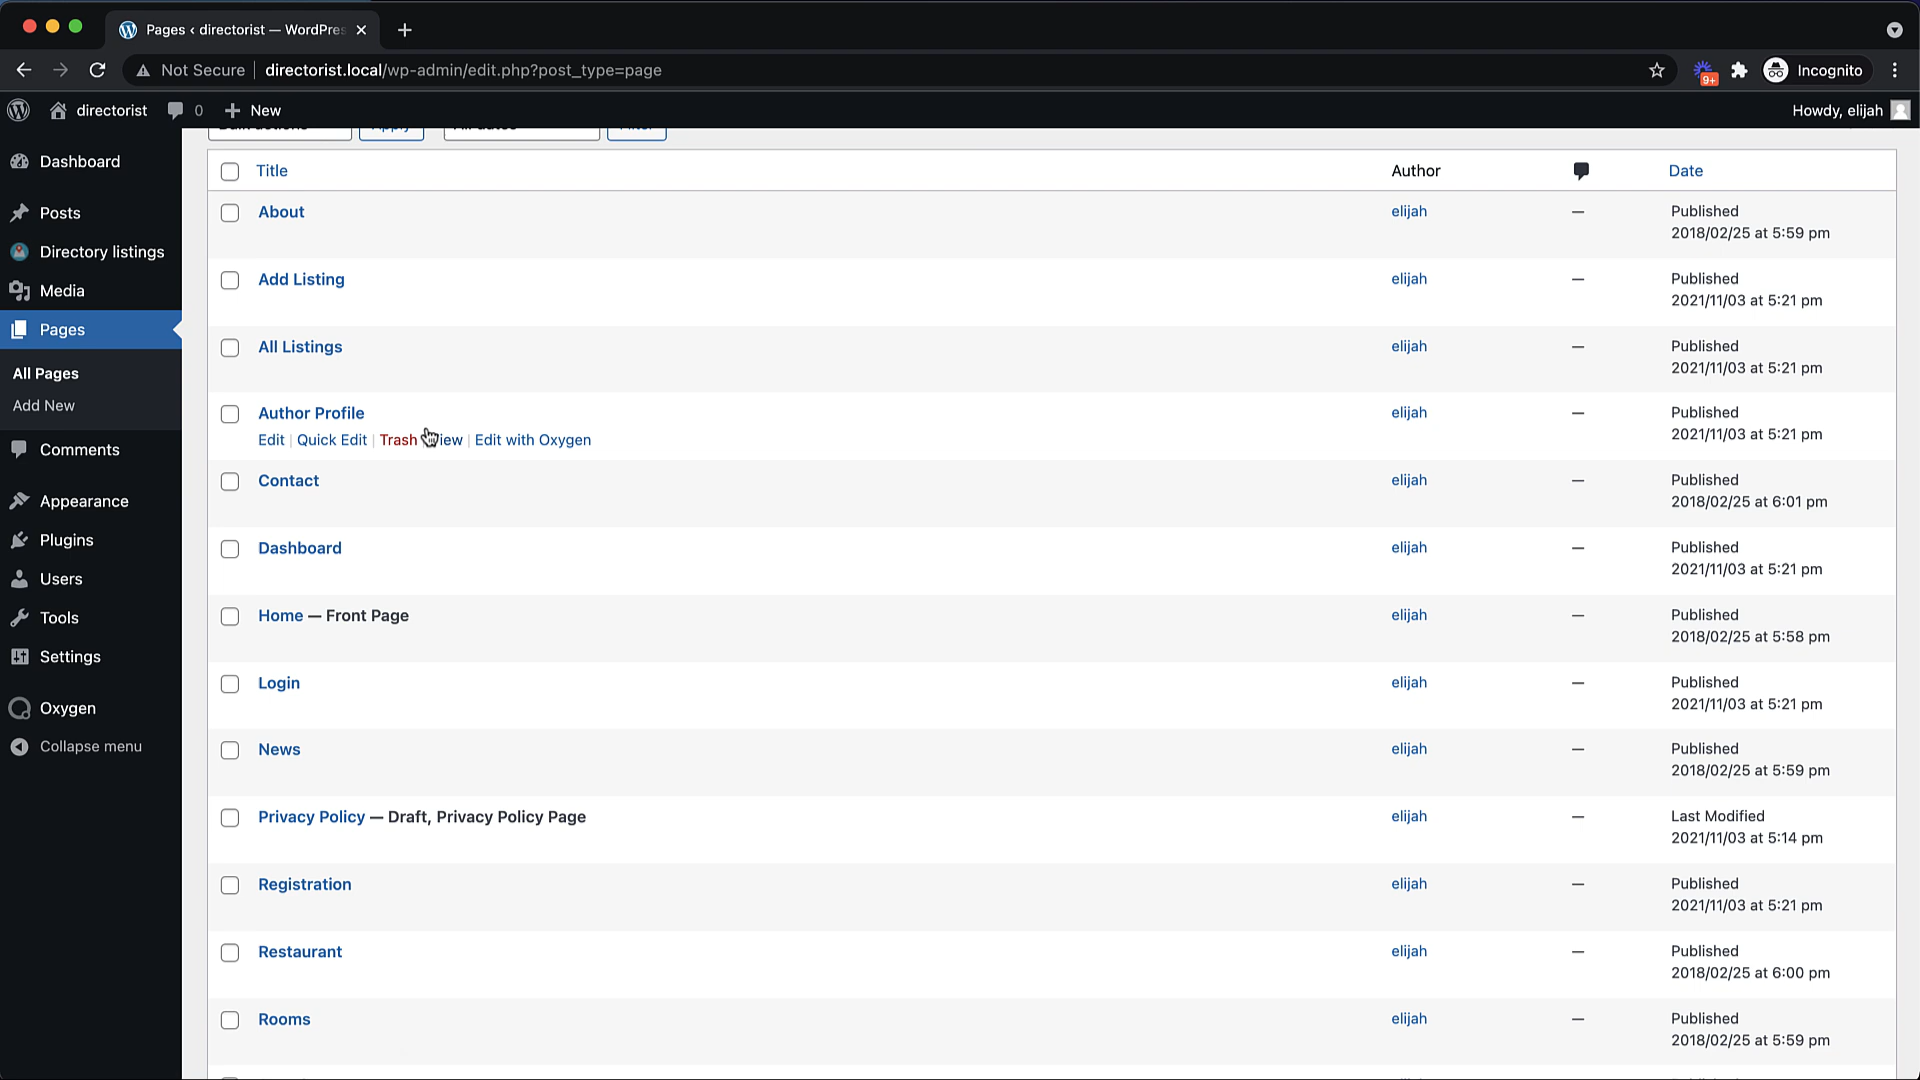 Pages ‹ directorist — WordPres
Not Secure directorist.local/wp-admin/edit.php?post_type=page
9+
Incognito
directorist 0 New Howdy, elijah
Dashboard
Posts
Directory listings
Media
Pages
All Pages
Add New
Comments
Appearance
Plugins
Users
Tools
Settings
Oxygen
Collapse menu
Title Author Date
About elijah — Published
2018/02/25 at 5:59 pm
Add Listing elijah — Published
2021/11/03 at 5:21 pm
All Listings elijah — Published
2021/11/03 at 5:21 pm
Author Profile elijah — Published
2021/11/03 at 5:21 pm
Edit | Quick Edit | Trash | Edit with Oxygen
Contact elijah — Published
2018/02/25 at 6:01 pm
Dashboard elijah — Published
2021/11/03 at 5:21 pm
Home — Front Page elijah — Published
2018/02/25 at 5:58 pm
Login elijah — Published
2021/11/03 at 5:21 pm
News elijah — Published
2018/02/25 at 5:59 pm
Privacy Policy — Draft, Privacy Policy Page elijah — Last Modified
2021/11/03 at 5:14 pm
Registration elijah — Published
2021/11/03 at 5:21 pm
Restaurant elijah — Published
2018/02/25 at 6:00 pm
Rooms elijah — Published
2018/02/25 at 5:59 pm